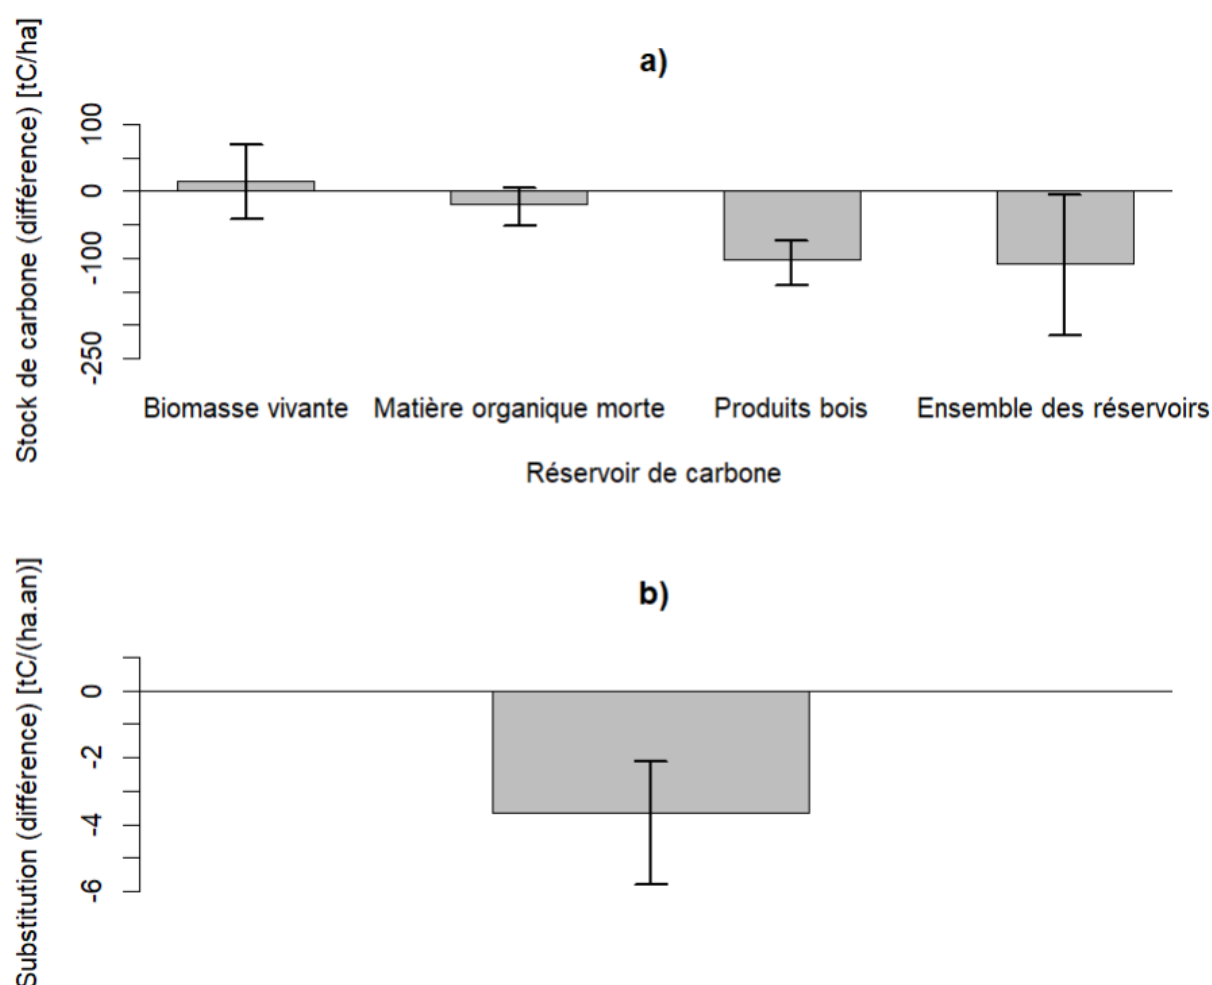 a)
Stock de carbone (différence) [tC/ha]
100
0
-100
-250
Biomasse vivante Matière organique morte Produits bois Ensemble des réservoirs
Réservoir de carbone
b)
Substitution (différence) [tC/(ha.an)]
0
-2
-4
-6